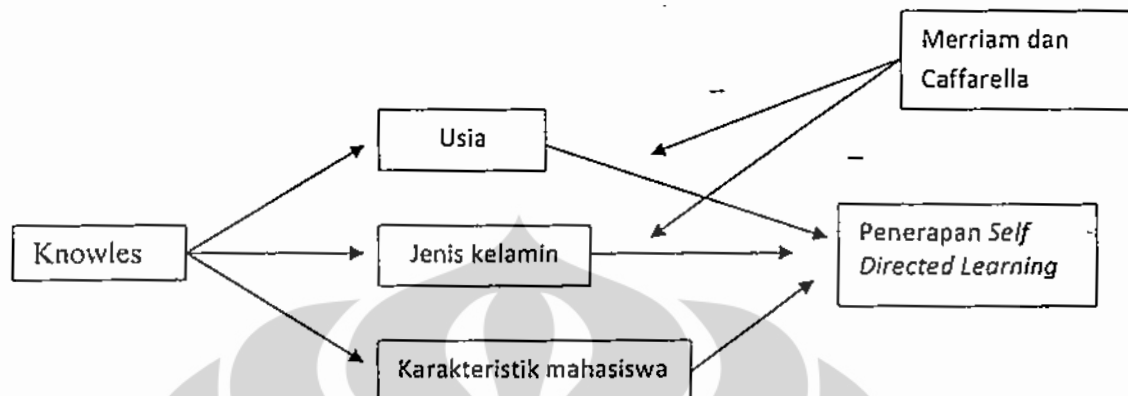 Merriam dan
Caffarella
–
Usia
–
Knowles
Jenis kelamin
Penerapan Self
Directed Learning
Karakteristik mahasiswa